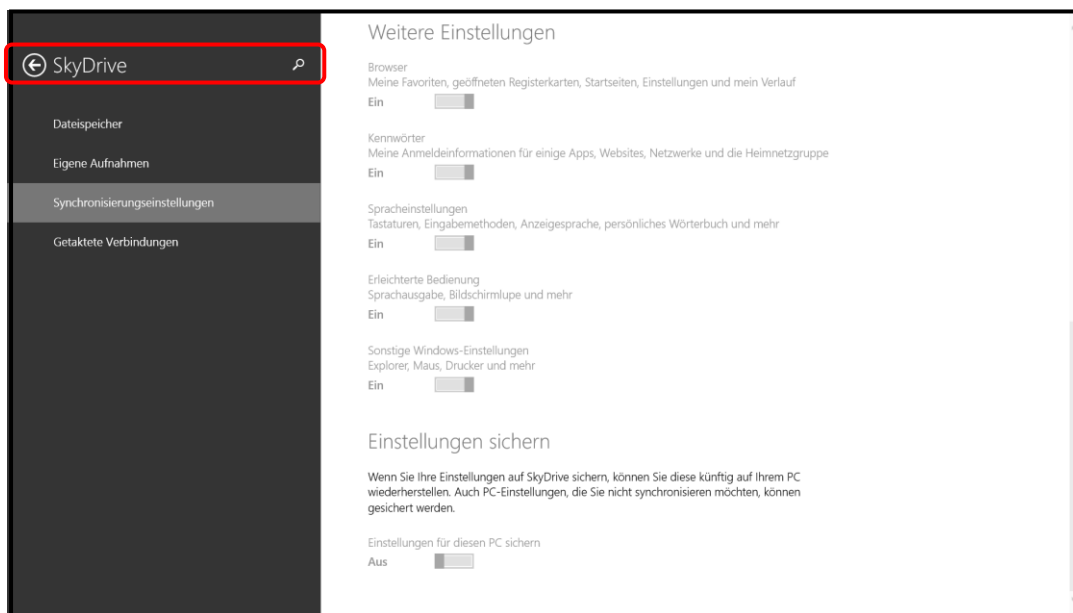 SkyDrive
Dateispeicher
Eigene Aufnahmen
Synchronisierungseinstellungen
Getaktete Verbindungen
Weitere Einstellungen
Browser
Meine Favoriten, geöffneten Registerkarten, Startseiten, Einstellungen und mein Verlauf
Ein
Kennwörter
Meine Anmeldeinformationen für einige Apps, Websites, Netzwerke und die Heimnetzgruppe
Ein
Spracheinstellungen
Tastaturen, Eingabemethoden, Anzeigesprache, persönliches Wörterbuch und mehr
Ein
Erleichterte Bedienung
Sprachausgabe, Bildschirmlupe und mehr
Ein
Sonstige Windows-Einstellungen
Explorer, Maus, Drucker und mehr
Ein
Einstellungen sichern
Wenn Sie Ihre Einstellungen auf SkyDrive sichern, können Sie diese künftig auf Ihrem PC
wiederherstellen. Auch PC-Einstellungen, die Sie nicht synchronisieren möchten, können
gesichert werden.
Einstellungen für diesen PC sichern
Aus